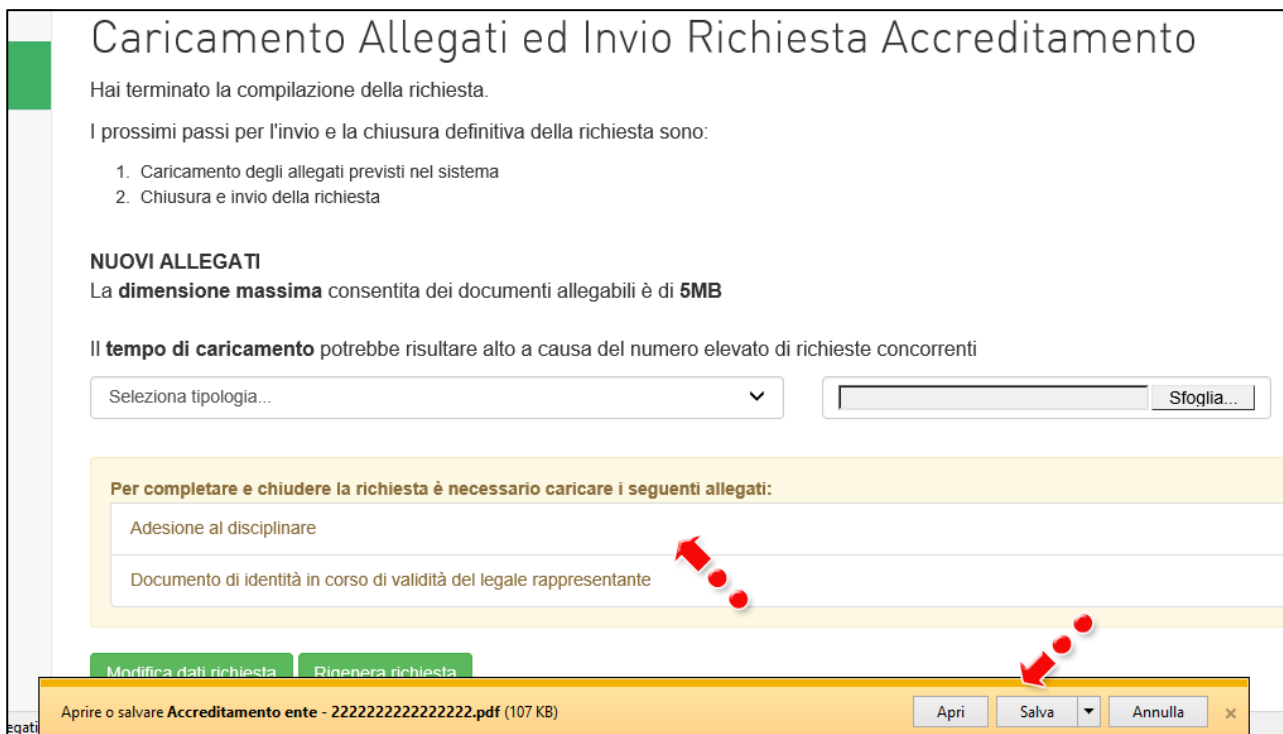 Caricamento Allegati ed Invio Richiesta Accreditamento
Hai terminato la compilazione della richiesta.
I prossimi passi per l'invio e la chiusura definitiva della richiesta sono:
1. Caricamento degli allegati previsti nel sistema
2. Chiusura e invio della richiesta
NUOVI ALLEGATI
La dimensione massima consentita dei documenti allegabili è di 5MB
Il tempo di caricamento potrebbe risultare alto a causa del numero elevato di richieste concorrenti
Seleziona tipologia... Sfoglia...
Per completare e chiudere la richiesta è necessario caricare i seguenti allegati:
Adesione al disciplinare
Documento di identità in corso di validità del legale rappresentante
Modifica dati richiesta Rigenera richiesta
Aprire o salvare Accreditamento ente - 2222222222222222.pdf (107 KB) Apri Salva Annulla
egati